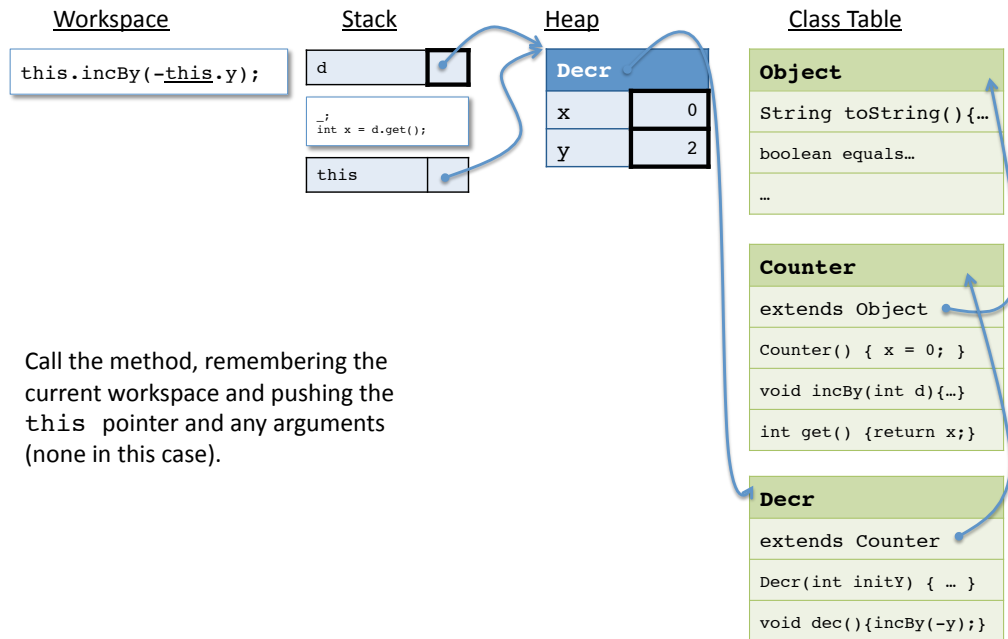 Workspace
Stack
Heap
Class Table
this.incBy(-this.y);
d
_;
int x = d.get();
this
Decr
x 0
y 2
Object
String toString(){…
boolean equals…
…
Counter
extends Object
Counter() { x = 0; }
void incBy(int d){…}
int get() {return x;}
Decr
extends Counter
Decr(int initY) { … }
void dec(){incBy(-y);}
Call the method, remembering the
current workspace and pushing the
this pointer and any arguments
(none in this case).